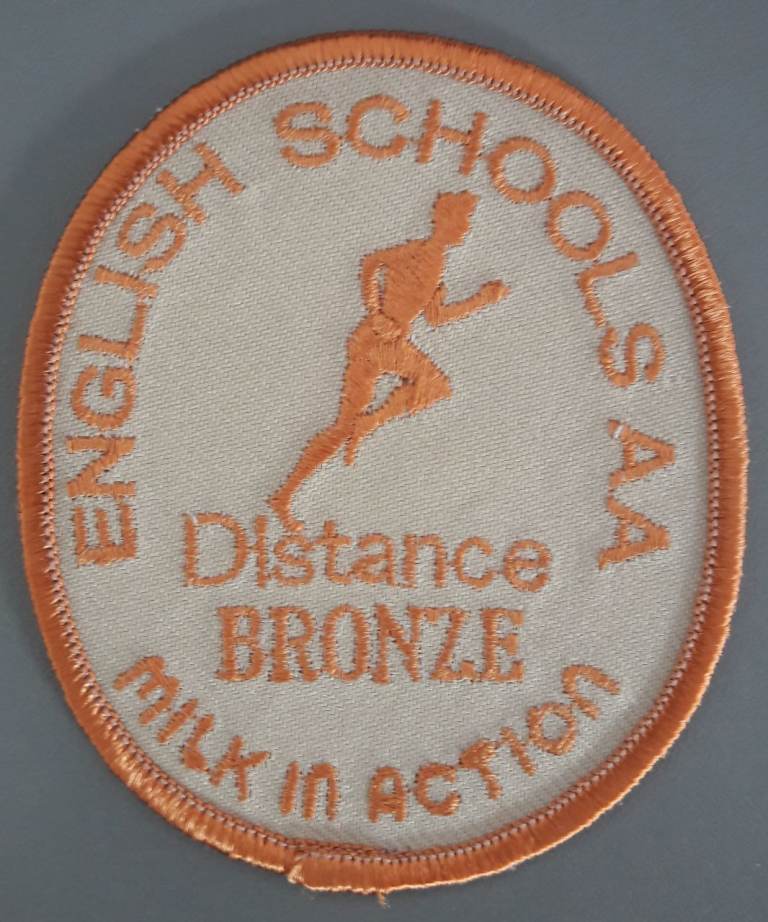 ENGLISH SCHOOLS AA
Distance
BRONZE
MILK In ACTIOn